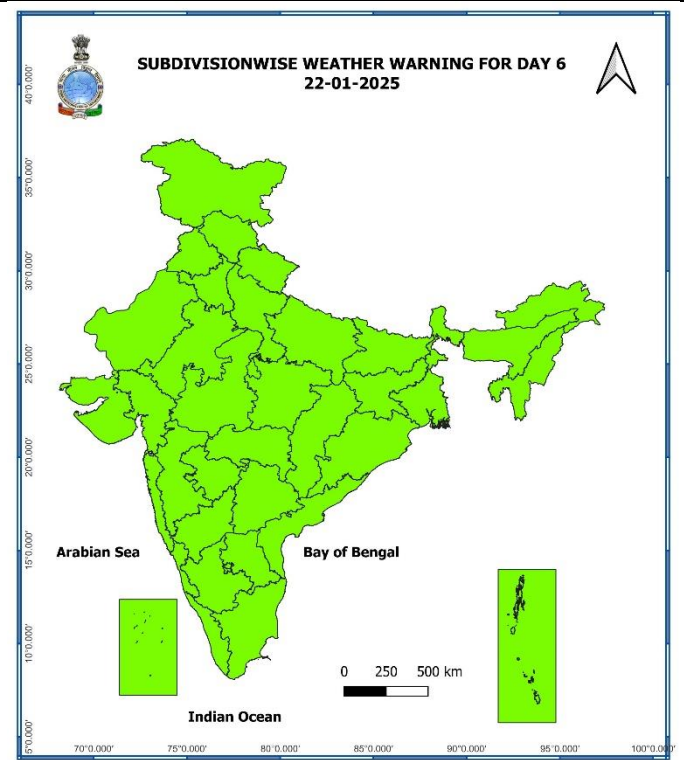 SUBDIVISIONWISE WEATHER WARNING FOR DAY 6
22-01-2025
40°0.000'
35°0.000'
30°0.000'
25°0.000'
20°0.000'
15°0.000'
10°0.000'
5°0.000'
Arabian Sea
Bay of Bengal
0 250 500 km
Indian Ocean
70°0.000' 75°0.000' 80°0.000' 85°0.000' 90°0.000' 95°0.000' 100°0.000'